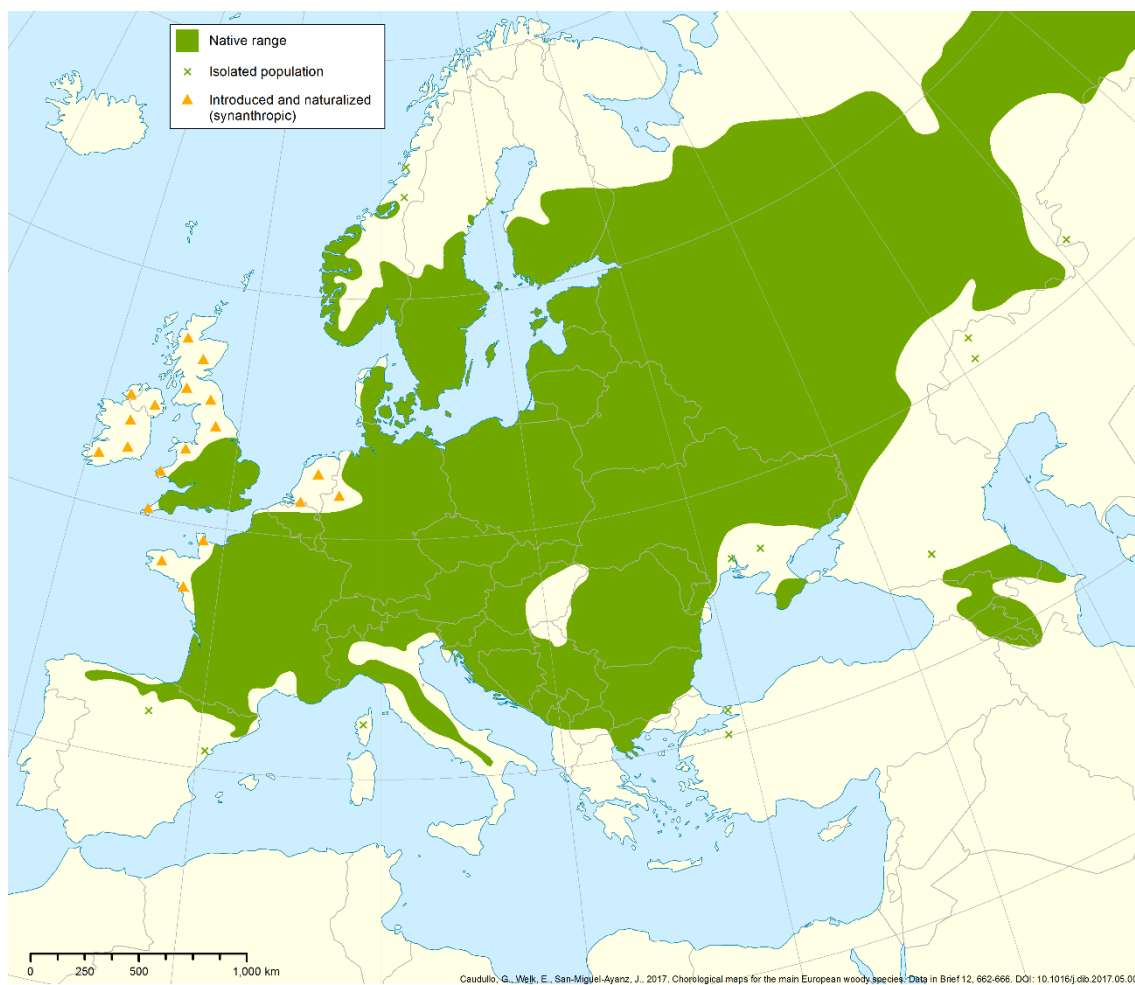 Native range
Isolated population
Introduced and naturalized
(synanthropic)
0 250 500 1,000 km
Caudullo, G., Welk, E., San-Miguel-Ayanz, J., 2017. Chorological maps for the main European woody species. Data in Brief 12, 662-666. DOI: 10.1016/j.dib.2017.05.00